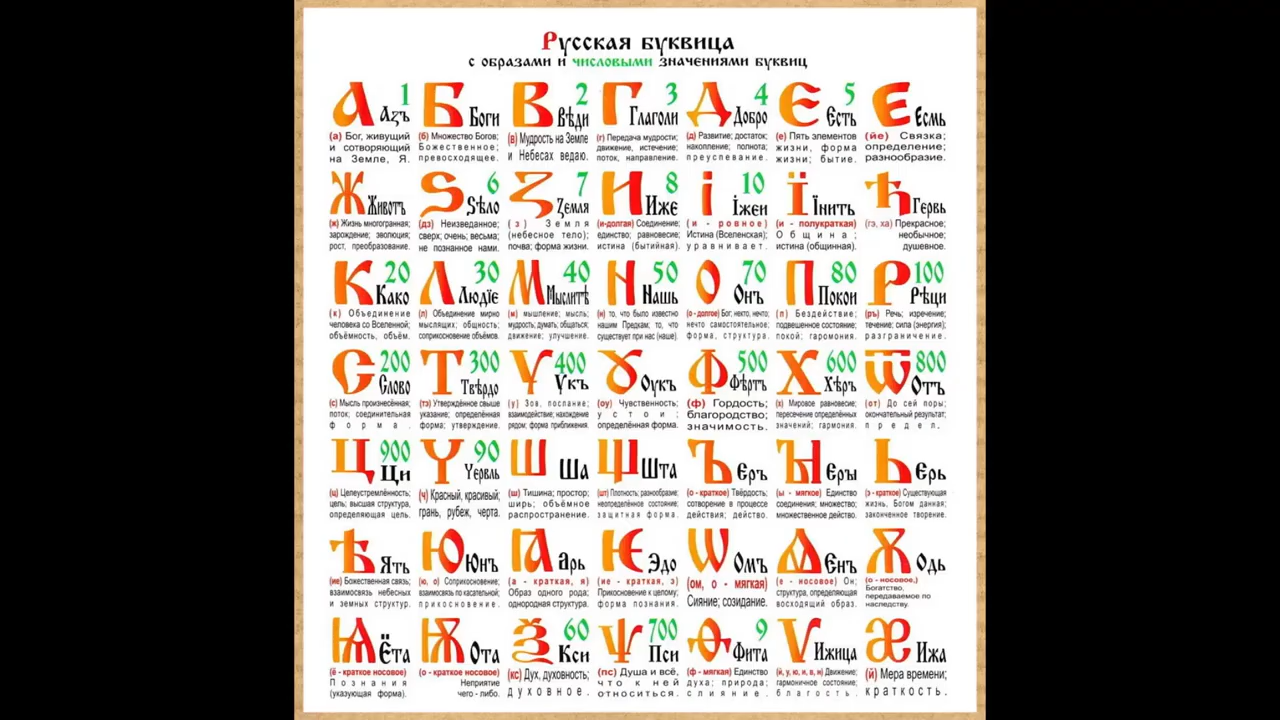 Русская буквица
с образами и числовыми значениями буквиц
А 1 Азъ
(а) Бог, живущий
и сотворяющий
на Земле, Я.
Б Боги
(б) Множество Богов;
Божественное;
превосходящее.
В 2 Вѣди
(в) Мудрость на Земле
и Небесах ведаю.
Г 3 Глаголи
(г) Передача мудрости;
движение, истечение;
поток, направление.
Д 4 Добро
(д) Развитие; достаток;
накопление; полнота;
преуспевание.
Є 5 Єсть
(е) Пять элементов
жизни, форма
жизни; бытие.
Е Есмь
(йе) Связка;
определение;
разнообразие.
Ж Животъ
(ж) Жизнь многогранная;
зарождение; эволюция;
рост, преобразование.
Ѕ 6 Ѕѣло
(дз) Неизведанное;
сверх; очень; весьма;
не познанное нами.
З 7 Земля
(з) Земля
(небесное тело);
почва; форма жизни.
И 8 Иже
(и-долгая) Соединение;
единство; равновесие;
истина (бытийная).
і 10 Іжеи
(и - ровное)
Истина (Вселенская);
уравнивает.
ї Їнить
(и - полукраткая)
Община;
истина (общинная).
Ћ Гервь
(гэ, ха) Прекрасное;
необычное;
душевное.
К 20 Како
(к) Объединение
человека со Вселенной;
объёмность, объём.
Л 30 Людіе
(л) Объединение мирно
мыслящих; общность;
соприкосновение объёмов.
М 40 Мыслитѣ
(м) мышление; мысль;
мудрость; думать; общаться;
движение; улучшение.
Н 50 Нашь
(н) то, что было известно
нашим Предкам; то, что
существует при нас (наше).
О 70 Онъ
(о - долгое) Бог; некто, нечто;
нечто самостоятельное;
форма, структура.
П 80 Покои
(п) Бездействие;
подвешенное состояние;
покой; гаромония.
Р 100 Рѣци
(ръ) Речь; изречение;
течение; сила (энергия);
разграничение.
С 200 Слово
(с) Мысль произнесённая;
поток; соединительная
форма.
Т 300 Твѣрдо
(тэ) Утверждённое свыше
указание; определённая
форма; утверждение.
Ѵ 400 Укъ
(у) Зов, послание;
взаимодействие; нахождение
рядом; форма приближения.
Ꙋ Оукъ
(оу) Чувственность;
устои;
определённая форма.
Ф 500 Фѣртъ
(ф) Гордость;
благородство;
значимость.
Х 600 Хѣръ
(х) Мировое равновесие;
пересечение определённых
значений; гармония.
Ѿ 800 Отъ
(от) До сей поры;
окончательный результат;
предел.
Ц 900 Ци
(ц) Целеустремлённость;
цель; высшая структура,
определяющая цель.
Ч 90 Червль
(ч) Красный, красивый;
грань, рубеж, черта.
Ш Ша
(ш) Тишина; простор;
ширь; объёмное
распространение.
Щ Шта
(шт) Плотность; разнообразие;
неопределённое состояние;
защитная форма.
Ъ Еръ
(о - краткое) Твёрдость;
сотворение в процессе
действия; действо.
Ы Еры
(ы - мягкое) Единство
соединения; множество;
множественное действо.
Ь Ерь
(э - краткое) Существующая
жизнь, Богом данная;
законченное творение.
Ѣ Ять
(ие) Божественная связь;
взаимосвязь небесных
и земных структур.
Ю Юнъ
(ю, о) Соприкосновение;
взаимосвязь по касательной;
прикосновение.
Ꙗ Арь
(а - краткая, я)
Образ одного рода;
однородная структура.
Ѥ Эдо
(ие - краткая, э)
Прикосновение к целому;
форма познания.
Ѡ Омъ
(ом, о - мягкая)
Сияние; созидание.
Ѧ Енъ
(е - носовое) Он;
структура, определяющая
восходящий образ.
Ѫ Одь
(о - носовое,)
Богатство,
передаваемое по
наследству.
Ѩ Ёта
(ё - краткое носовое)
Познания
(указующая форма).
Ѭ Ота
(о - краткое носовое)
Неприятие
чего - либо.
Ѯ 60 Кси
(кс) Дух, духовность;
духовное.
Ѱ 700 Пси
(пс) Душа и всё,
что к ней
относиться.
Ѳ 9 Фита
(ф - мягкая) Единство
духа; природа;
слияние.
Ѵ Ижица
(й, у, ю, и, в, н) Движение;
гармоничное состояние;
благость.
Æ Ижа
(й) Мера времени;
краткость.